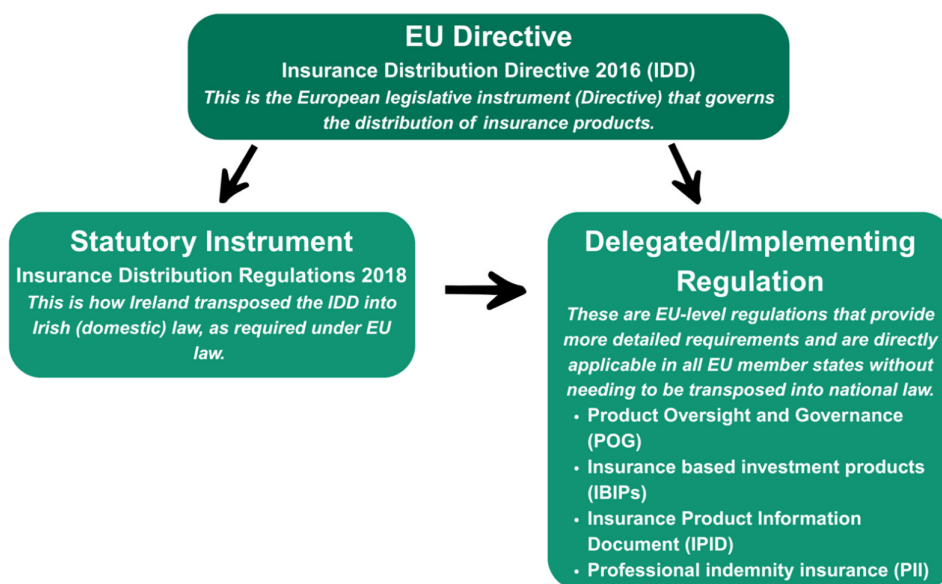 EU Directive
Insurance Distribution Directive 2016 (IDD)
This is the European legislative instrument (Directive) that governs
the distribution of insurance products.
Statutory Instrument
Insurance Distribution Regulations 2018
This is how Ireland transposed the IDD into
Irish (domestic) law, as required under EU
law.
Delegated/Implementing
Regulation
These are EU-level regulations that provide
more detailed requirements and are directly
applicable in all EU member states without
needing to be transposed into national law.
• Product Oversight and Governance
(POG)
• Insurance based investment products
(IBIPs)
• Insurance Product Information
Document (IPID)
• Professional indemnity insurance (PII)